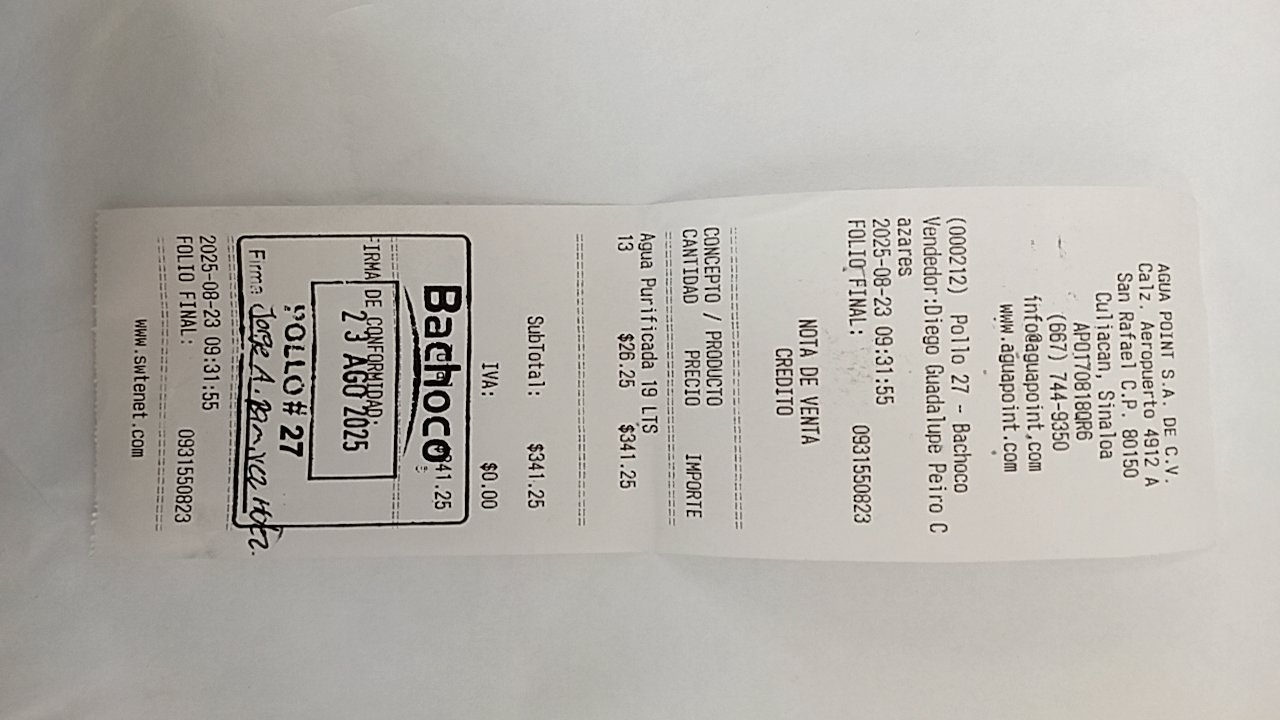 AGUA POINT S.A. DE C.V.
Calz. Aeropuerto 4912 A
San Rafael C.P. 80150
Culiacan, Sinaloa
APO170818QR6
(667) 744-9350
info@aguapoint.com
www.aguapoint.com
(000212) Pollo 27 - Bachoco
Vendedor:Diego Guadalupe Peiro C
azares
2025-08-23 09:31:55
FOLIO FINAL: 0931550823
NOTA DE VENTA
CREDITO
CONCEPTO / PRODUCTO
CANTIDAD PRECIO IMPORTE
Agua Purificada 19 LTS
13 $26.25 $341.25
SubTotal: $341.25
IVA: $0.00
Bachoco
41.25
FIRMA DE CONFORMIDAD:
23 AGO 2025
POLLO # 27
Firma Jorge A. Ramirez
2025-08-23 09:31:55
FOLIO FINAL: 0931550823
www.swtenet.com